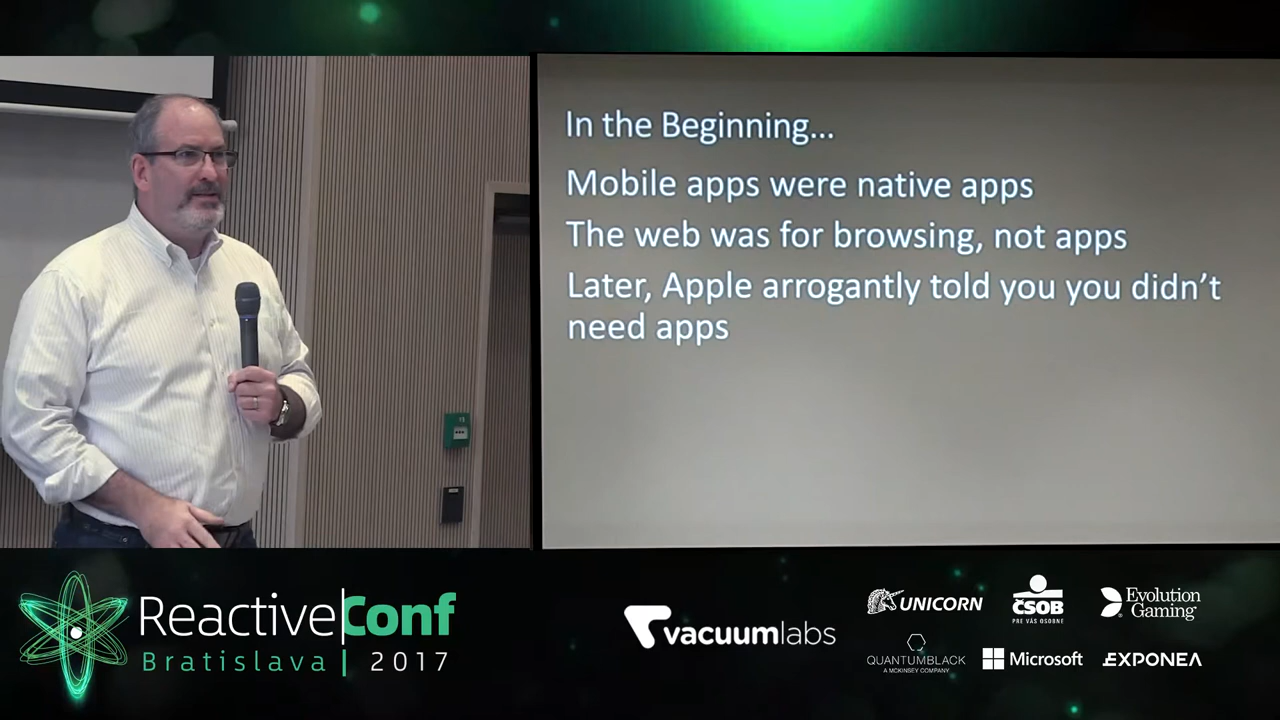 In the Beginning...
Mobile apps were native apps
The web was for browsing, not apps
Later, Apple arrogantly told you you didn't
need apps
Reactive|Conf
Bratislava | 2017
vacuumlabs
UNICORN
ČSOB
PRE VÁS OSOBNE
Evolution
Gaming
QUANTUMBLACK
A MCKINSEY COMPANY
Microsoft
EXPONEA